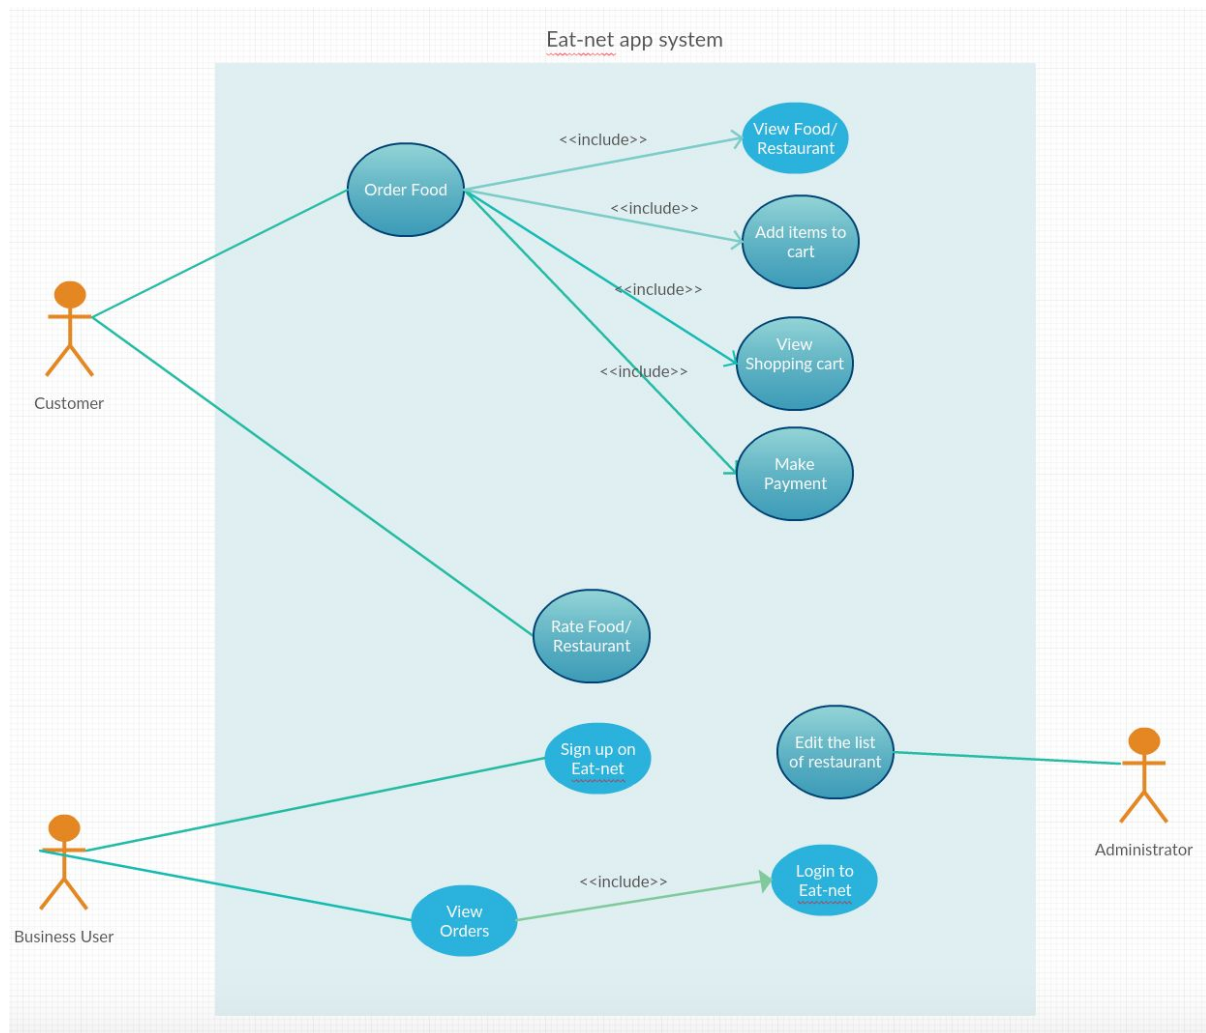 Eat-net app system
<<include>>
View Food/
Restaurant
Order Food
<<include>>
Add items to
cart
<<include>>
View
Shopping cart
<<include>>
Customer
Make
Payment
Rate Food/
Restaurant
Sign up on
Eat-net
Edit the list
of restaurant
Administrator
<<include>>
Login to
Eat-net
View
Orders
Business User